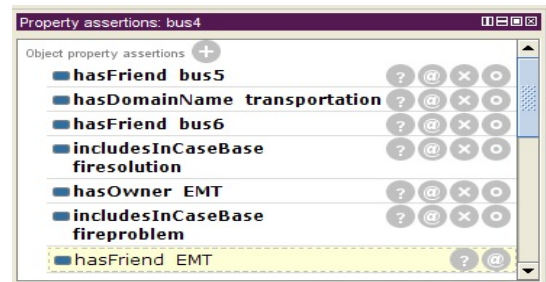 Property assertions: bus4
Object property assertions
hasFriend bus5
hasDomainName transportation
hasFriend bus6
includesInCaseBase
firesolution
hasOwner EMT
includesInCaseBase
fireproblem
hasFriend EMT